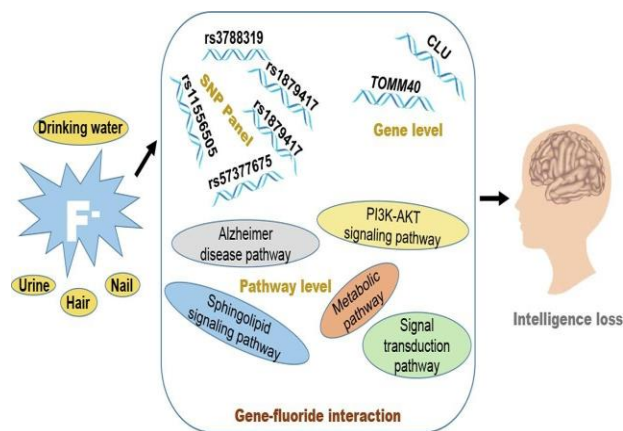 Drinking water
F-
Urine
Hair
Nail
rs3788319
rs1879417
rs11556505
SNP Panel
rs1879417
rs57377675
CLU
TOMM40
Gene level
Alzheimer
disease pathway
PI3K-AKT
signaling pathway
Pathway level
Sphingolipid
signaling pathway
Metabolic
pathway
Signal
transduction
pathway
Gene-fluoride interaction
Intelligence loss